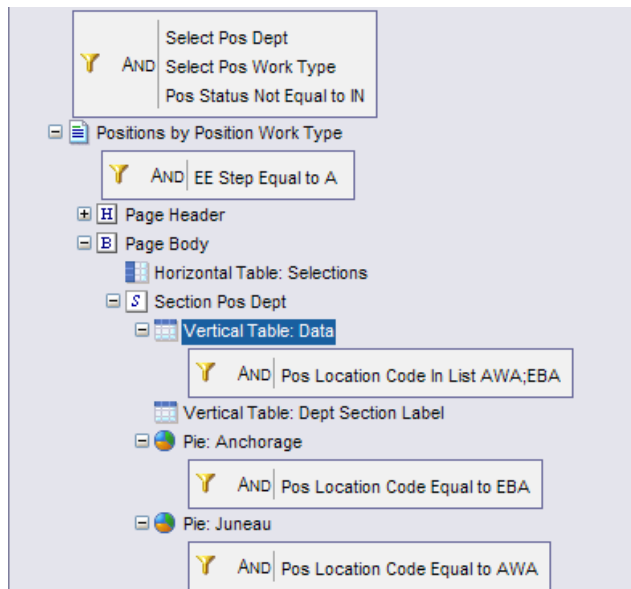 Select Pos Dept
AND Select Pos Work Type
Pos Status Not Equal to IN
Positions by Position Work Type
AND EE Step Equal to A
H Page Header
B Page Body
Horizontal Table: Selections
S Section Pos Dept
Vertical Table: Data
AND Pos Location Code In List AWA;EBA
Vertical Table: Dept Section Label
Pie: Anchorage
AND Pos Location Code Equal to EBA
Pie: Juneau
AND Pos Location Code Equal to AWA